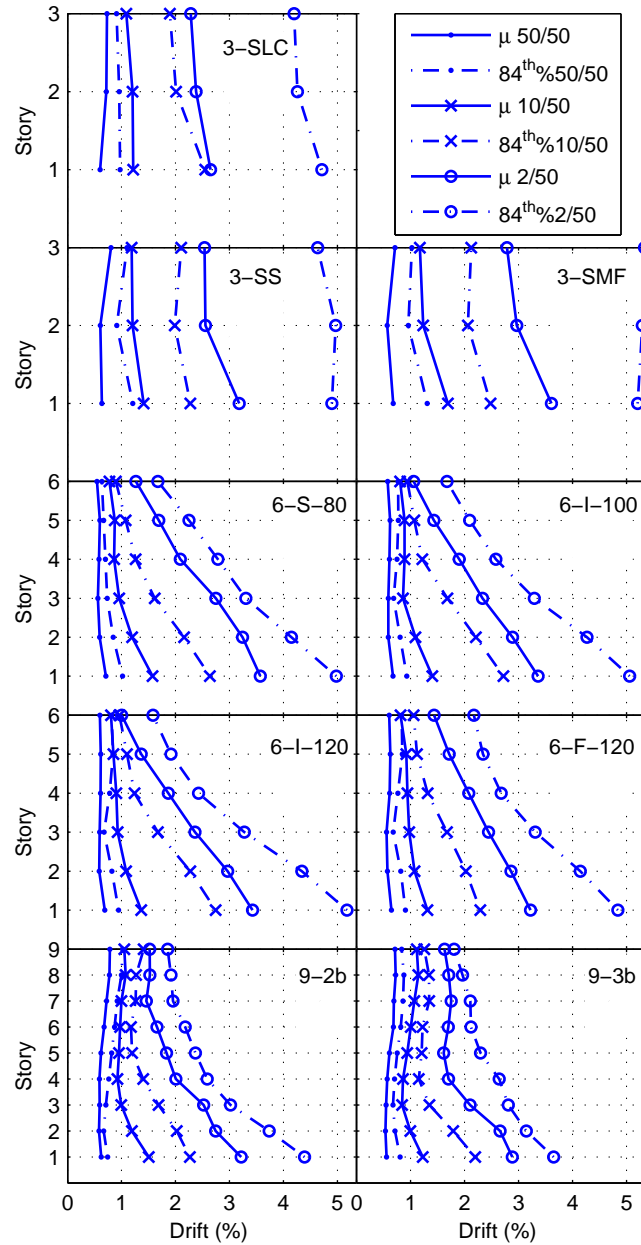 3
3−SLC
2
Story
1
μ 50/50
84th%50/50
μ 10/50
84th%10/50
μ 2/50
84th%2/50
3
3−SS
3−SMF
2
Story
1
6
6−S−80
6−I−100
5
4
Story
3
2
1
6
6−I−120
6−F−120
5
4
Story
3
2
1
9
9−2b
9−3b
8
7
6
Story
5
4
3
2
1
0 1 2 3 4 5 0 1 2 3 4 5
Drift (%)
Drift (%)